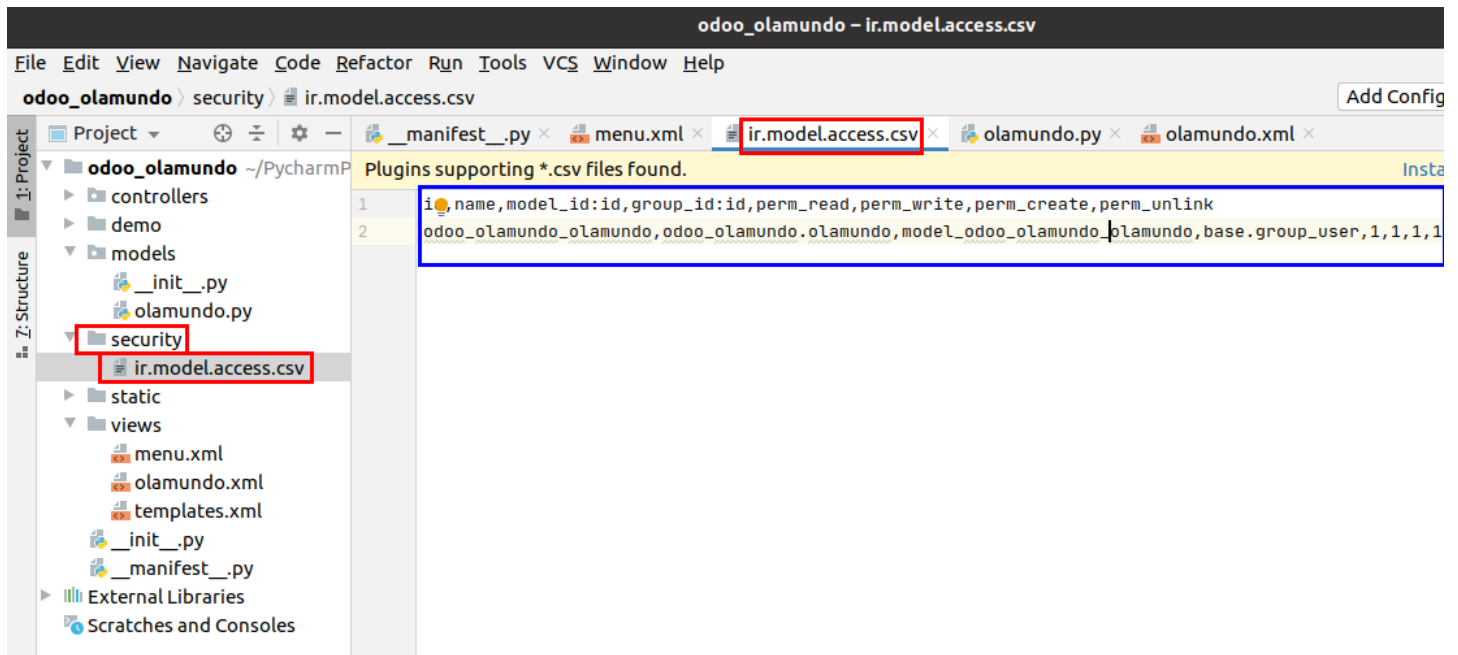 odoo_olamundo – ir.model.access.csv
File Edit View Navigate Code Refactor Run Tools VCS Window Help
odoo_olamundo 〉 security 〉 ir.model.access.csv
Add Config
1: Project
7: Structure
Project
odoo_olamundo ~/PycharmP
controllers
demo
models
__init__.py
olamundo.py
security
ir.model.access.csv
static
views
menu.xml
olamundo.xml
templates.xml
__init__.py
__manifest__.py
External Libraries
Scratches and Consoles
__manifest__.py menu.xml ir.model.access.csv olamundo.py olamundo.xml
Plugins supporting *.csv files found. Insta
1 i,name,model_id:id,group_id:id,perm_read,perm_write,perm_create,perm_unlink
2 odoo_olamundo_olamundo,odoo_olamundo.olamundo,model_odoo_olamundo_olamundo,base.group_user,1,1,1,1